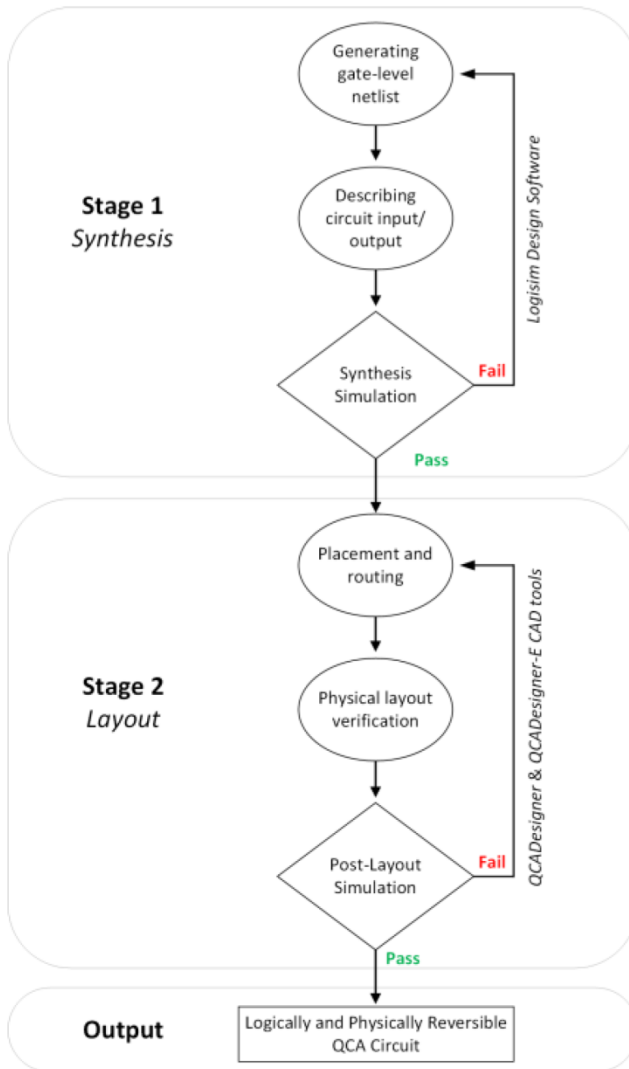 Generating
gate-level
netlist
Describing
circuit input/
output
Stage 1
Synthesis
Synthesis
Simulation
Fail
Logisim Design Software
Pass
Placement and
routing
Physical layout
verification
Stage 2
Layout
Post-Layout
Simulation
Fail
QCADesigner & QCADesigner-E CAD tools
Pass
Output
Logically and Physically Reversible
QCA Circuit